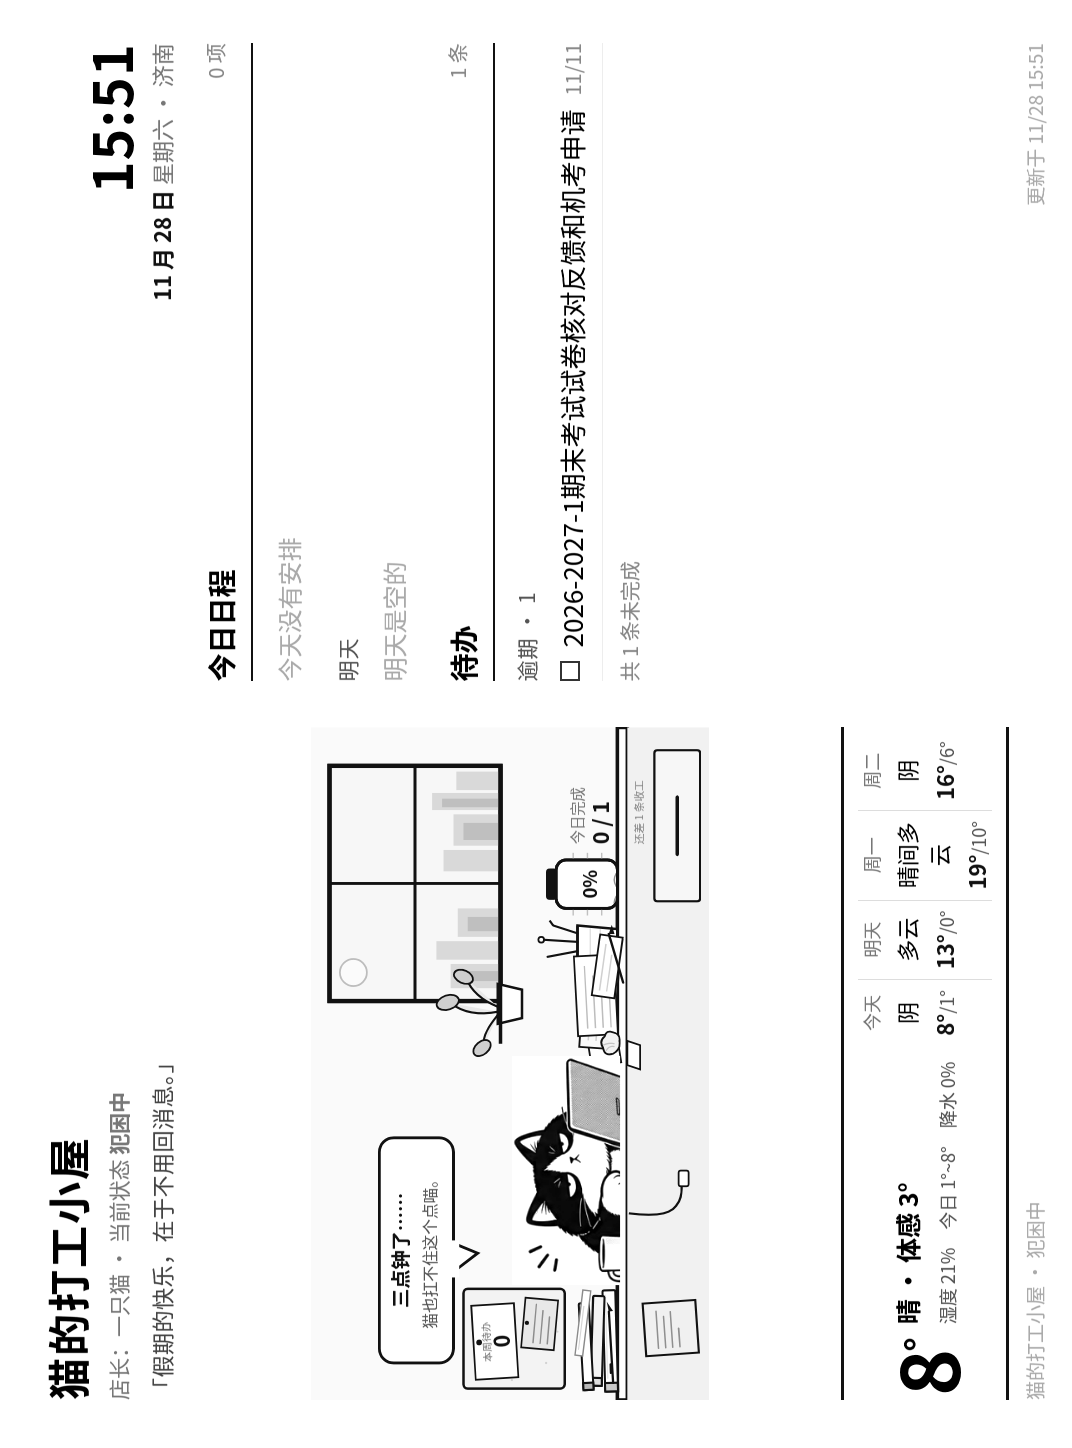 猫的打工小屋
店长：一只猫 · 当前状态 犯困中
「假期的快乐，在于不用回消息。」
三点钟了……
猫也扛不住这个点喵。
本周待办
0
0%
今日完成
0 / 1
还差 1 条收工
8° 晴 · 体感 3°
湿度 21% 今日 1°~8° 降水 0%
今天
阴
8°/1°
明天
多云
13°/0°
周一
晴间多
云
19°/10°
周二
阴
16°/6°
猫的打工小屋 · 犯困中
15:51
11 月 28 日 星期六 · 济南
今日日程 0 项
今天没有安排
明天
明天是空的
待办 1 条
逾期 · 1
2026-2027-1期末考试试卷核对反馈和机考申请 11/11
共 1 条未完成
更新于 11/28 15:51